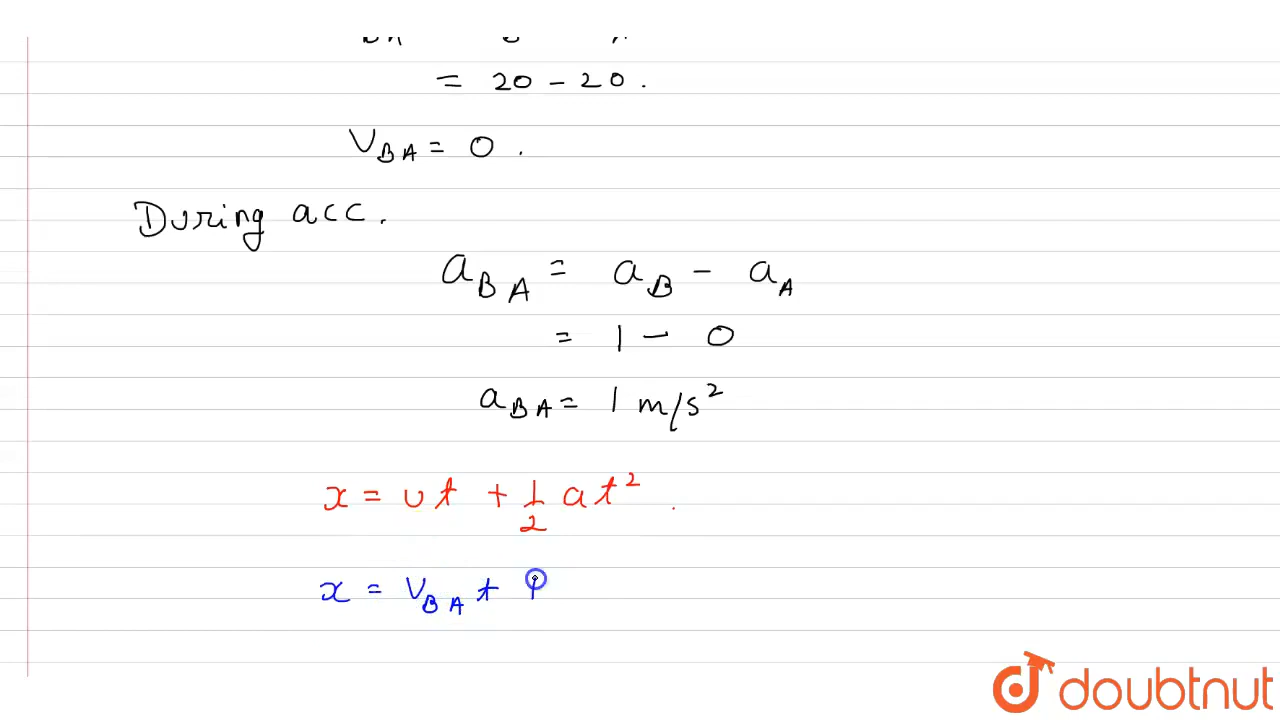 BA B A
= 20 - 20.
V_BA = 0.
During acc.
a_BA = a_B - a_A
= 1 - 0
a_BA = 1 m/s²
x = ut + 1/2 at²
x = V_BA t
doubtnut